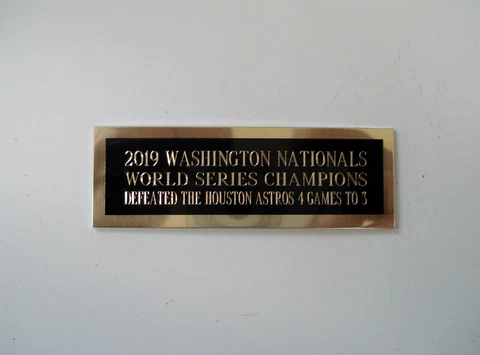 2019 WASHINGTON NATIONALS
WORLD SERIES CHAMPIONS
DEFEATED THE HOUSTON ASTROS 4 GAMES TO 3